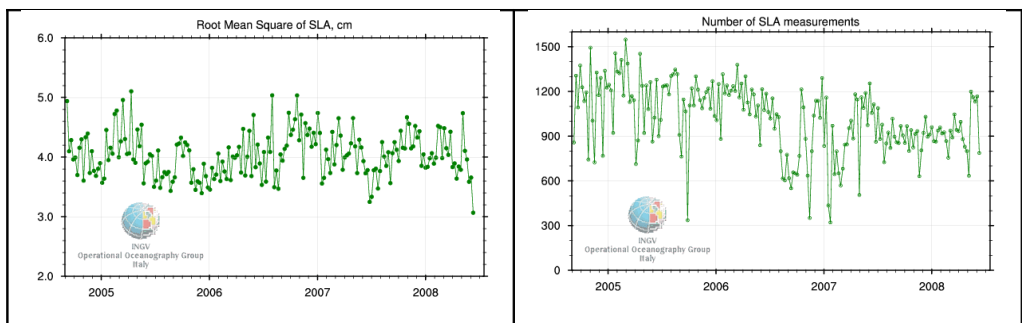 Root Mean Square of SLA, cm
6.0
5.0
4.0
3.0
2.0
2005
2006
2007
2008
INGV
Operational Oceanography Group
Italy
Number of SLA measurements
1500
1200
900
600
300
0
2005
2006
2007
2008
INGV
Operational Oceanography Group
Italy